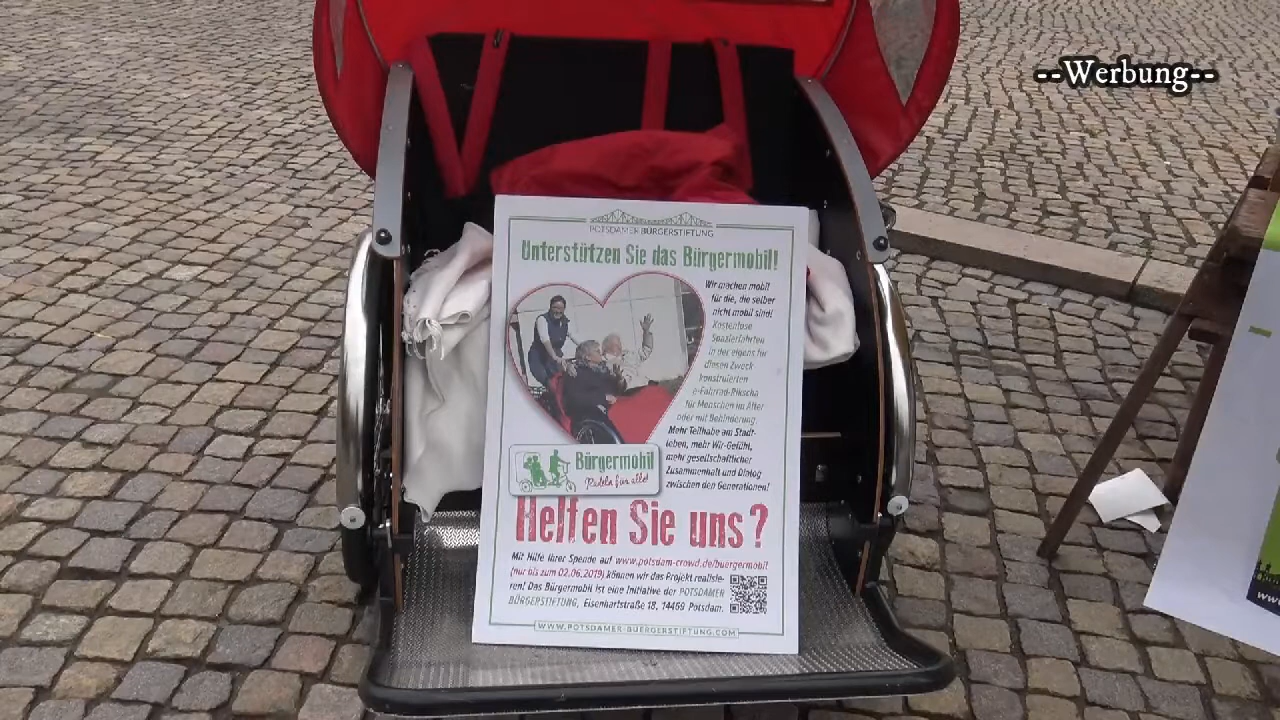 --Werbung--
POTSDAMER BÜRGERSTIFTUNG
Unterstützen Sie das Bürgermobil!
Wir machen mobil
für die, die selber
nicht mobil sind!
Kostenlose
Spazierfahrten
in der eigens für
diesen Zweck
konstruierten
e-Fahrrad-Rikscha
für Menschen im Alter
oder mit Behinderung.
Mehr Teilhabe am Stadt-
leben, mehr Wir-Gefühl,
mehr gesellschaftlicher
Zusammenhalt und Dialog
zwischen den Generationen!
Bürgermobil
Radeln für alle!
Helfen Sie uns?
Mit Hilfe Ihrer Spende auf www.potsdam-crowd.de/buergermobil
(nur bis zum 02.06.2019) können wir das Projekt realisie-
ren! Das Bürgermobil ist eine Initiative der POTSDAMER
BÜRGERSTIFTUNG, Eisenhartstraße 18, 14469 Potsdam.
WWW.POTSDAMER-BUERGERSTIFTUNG.COM